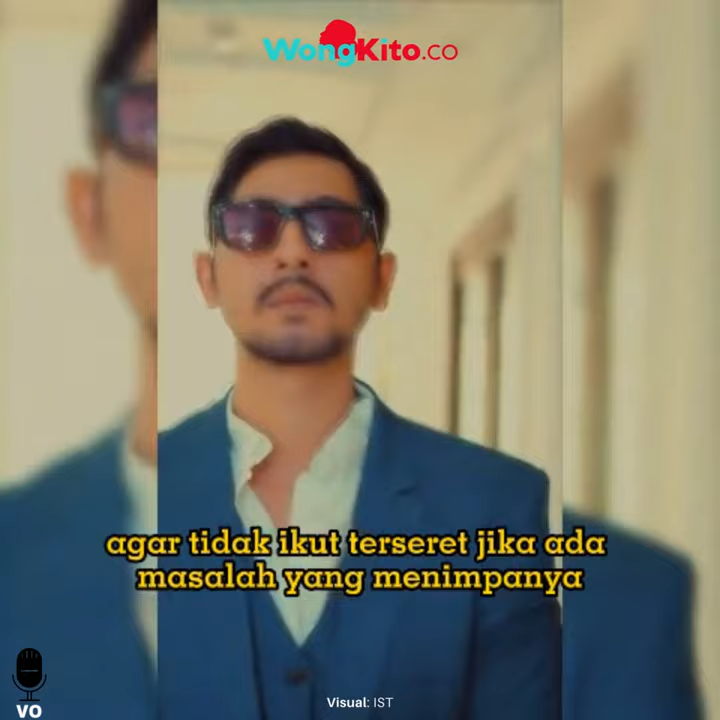 WongKito.co
agar tidak ikut terseret jika ada
masalah yang menimpanya
VO
Visual: IST